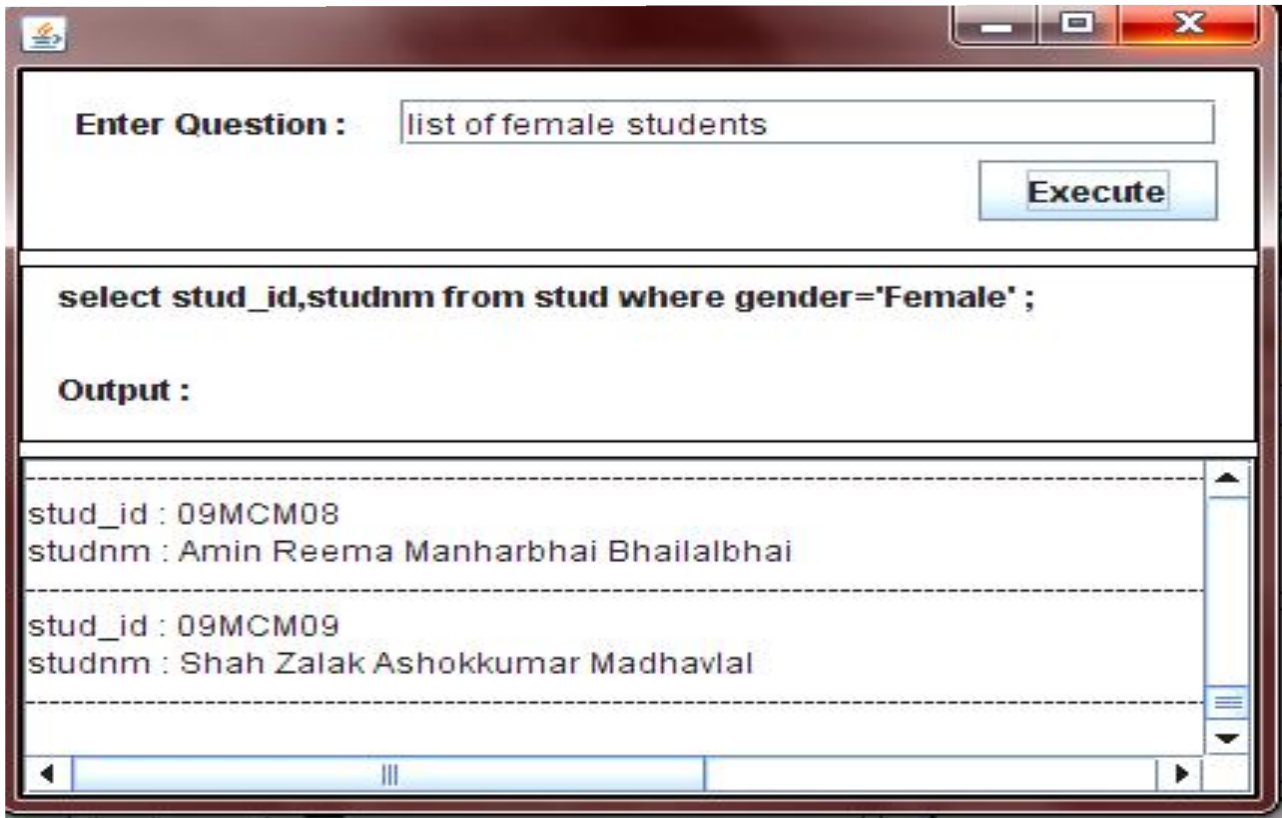 Enter Question : list of female students
Execute
select stud_id,studnm from stud where gender='Female' ;
Output :
stud_id : 09MCM08
studnm : Amin Reema Manharbhai Bhailalbhai
stud_id : 09MCM09
studnm : Shah Zalak Ashokkumar Madhavlal